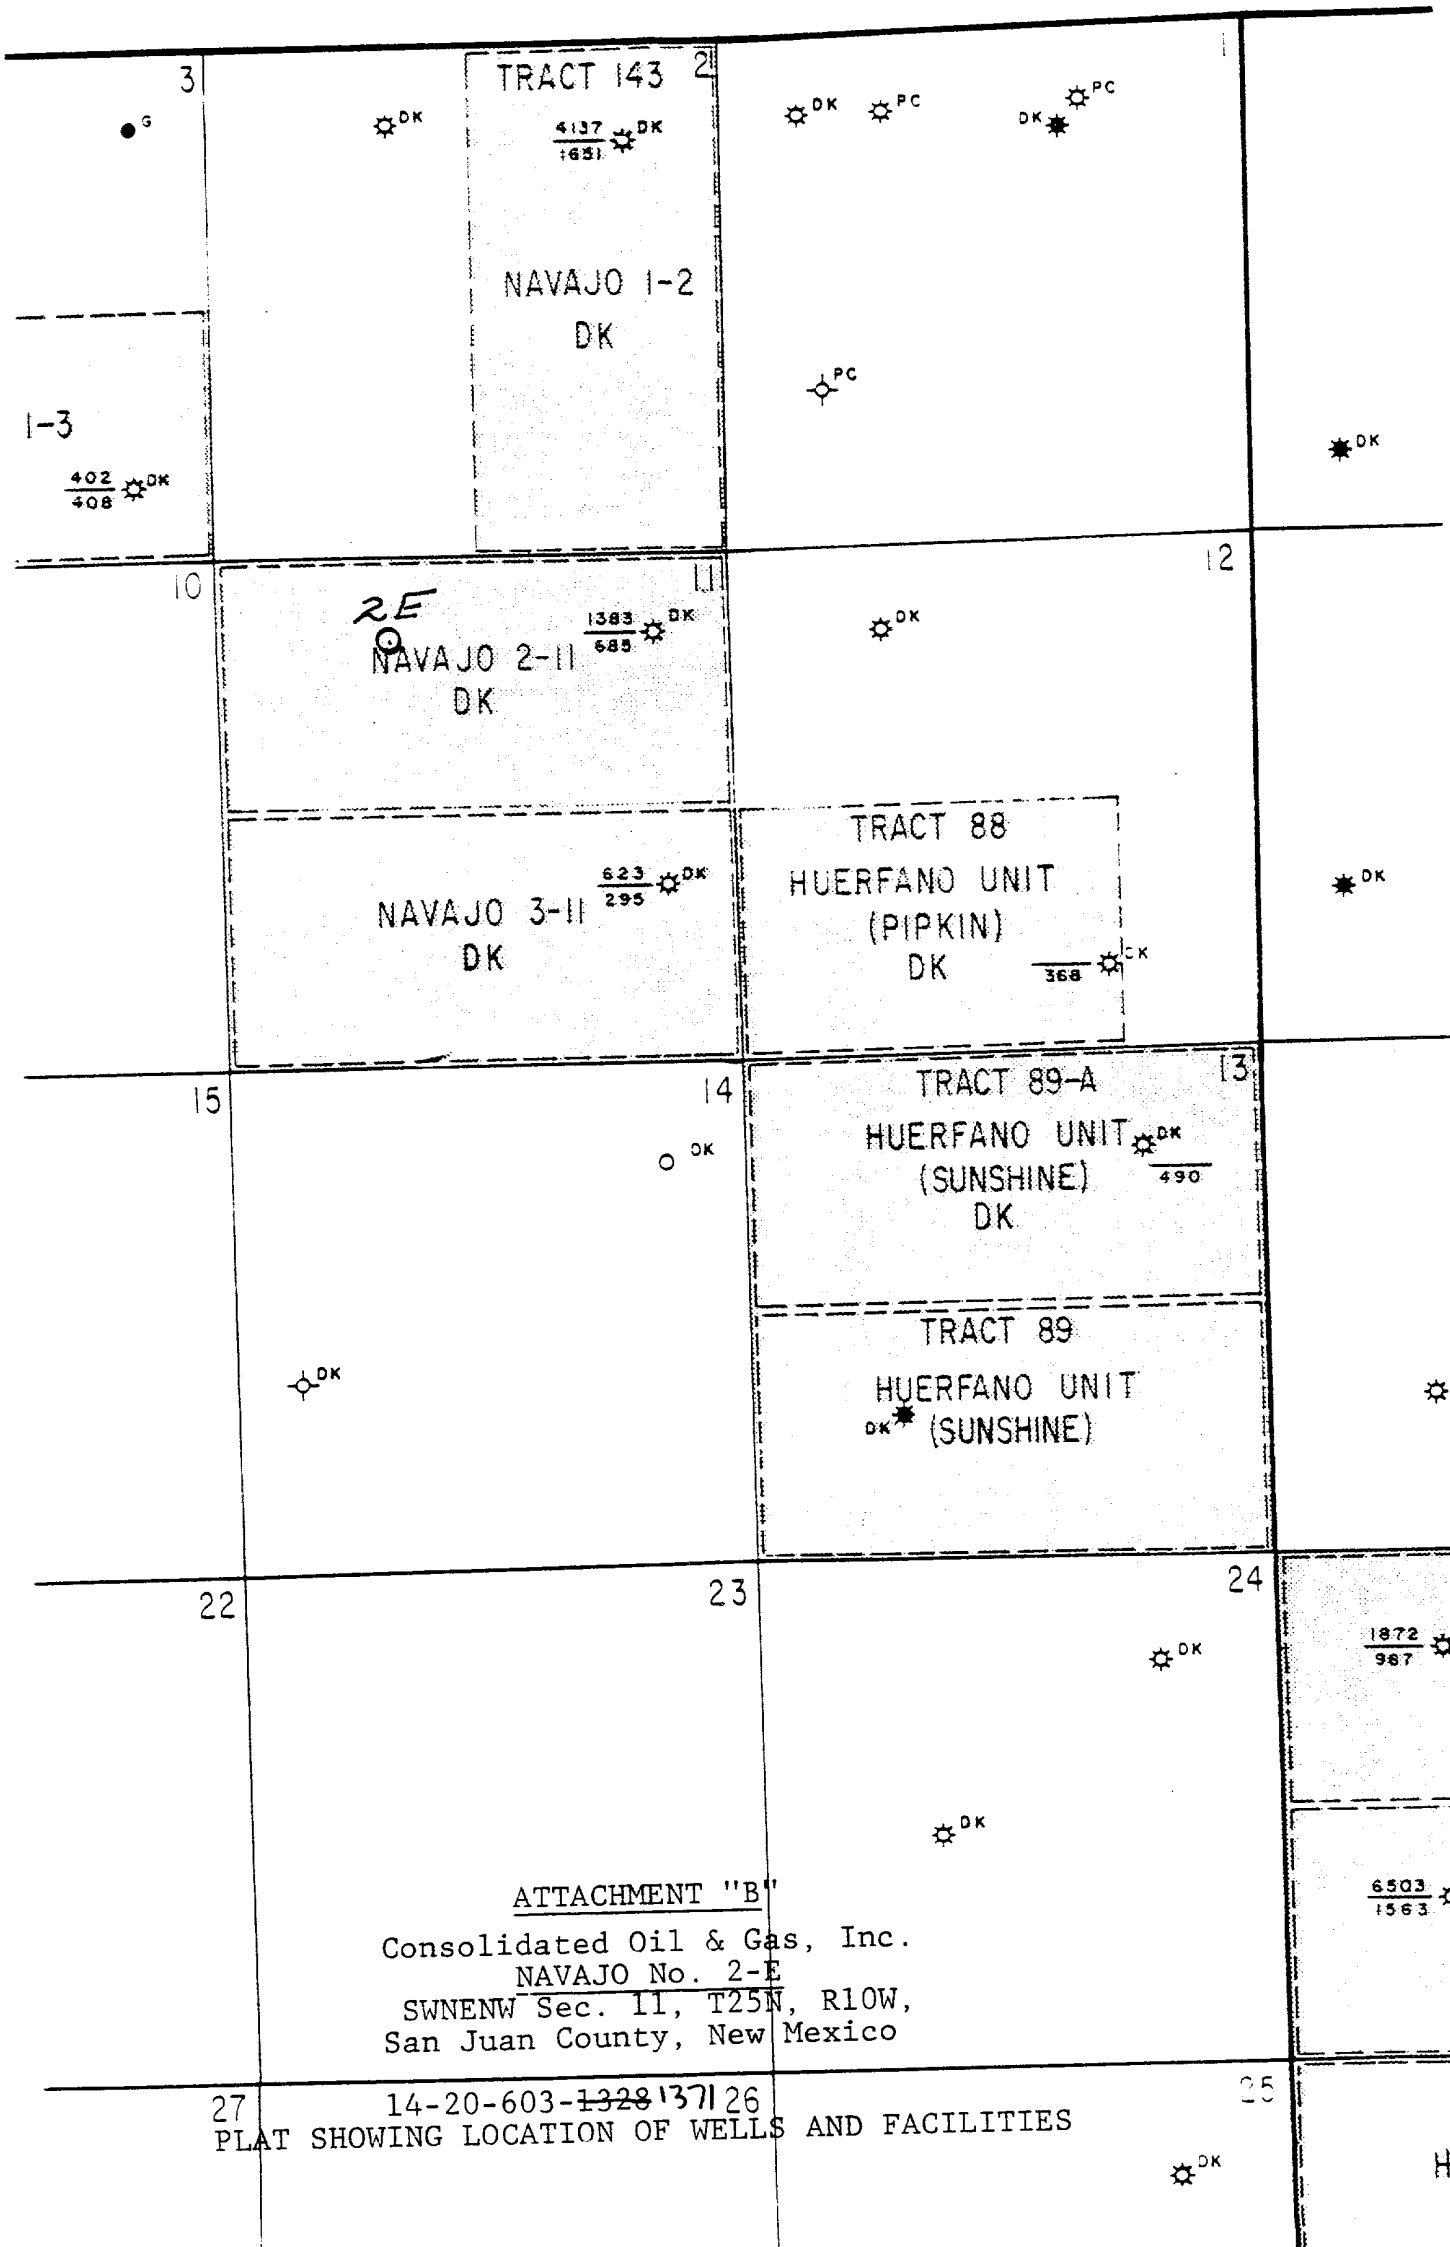 3
TRACT 143
2
1
G
DK
4137
1651
DK
DK
PC
DK
PC
NAVAJO 1-2
DK
PC
1-3
402
408
DK
DK
10
2E
11
12
1383
685
DK
DK
NAVAJO 2-11
DK
TRACT 88
HUERFANO UNIT
(PIPKIN)
DK
368
DK
623
295
DK
DK
NAVAJO 3-11
DK
15
14
DK
TRACT 89-A
13
HUERFANO UNIT
DK
490
(SUNSHINE)
DK
TRACT 89
HUERFANO UNIT
DK
(SUNSHINE)
DK
22
23
24
DK
1872
987
DK
6503
1563
ATTACHMENT "B"
Consolidated Oil & Gas, Inc.
NAVAJO No. 2-E
SWNENW Sec. 11, T25N, R10W,
San Juan County, New Mexico
27
14-20-603-1328 1371
26
25
PLAT SHOWING LOCATION OF WELLS AND FACILITIES
DK
H